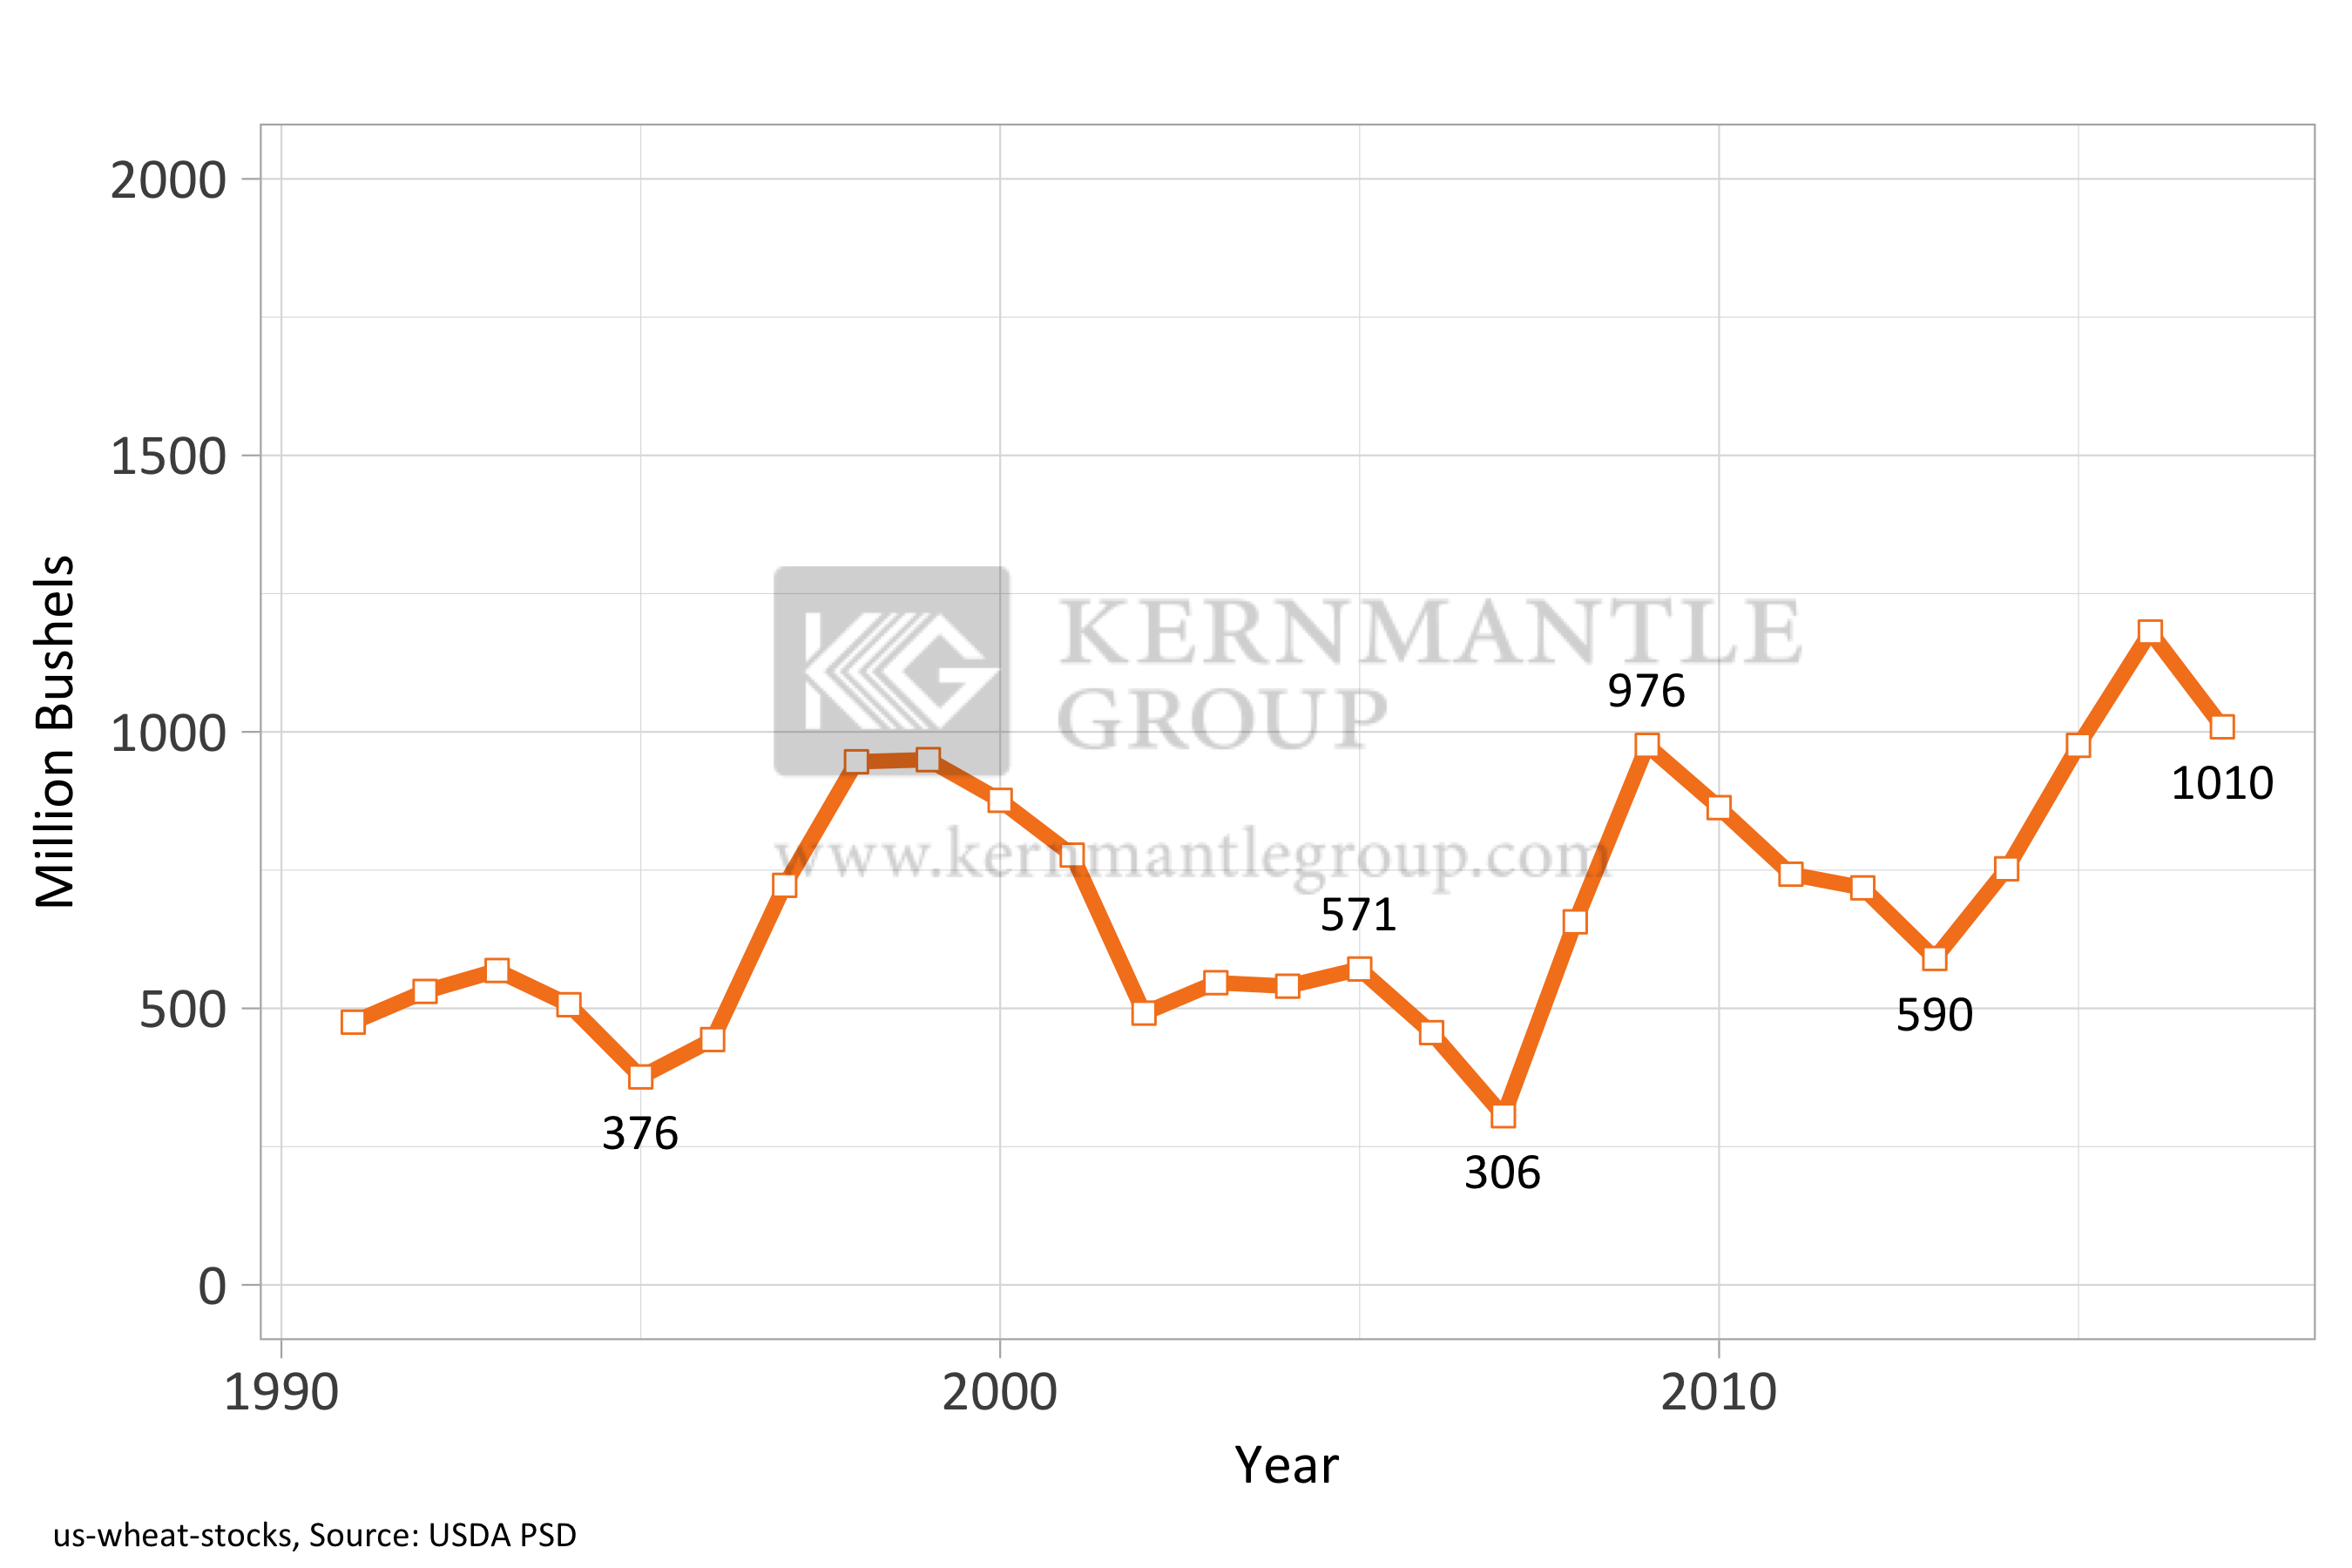 2000
1500
1000
500
0
Million Bushels
KERNMANTLE
GROUP
www.kernmantlegroup.com
376
571
306
976
590
1010
1990
2000
2010
Year
us-wheat-stocks, Source: USDA PSD